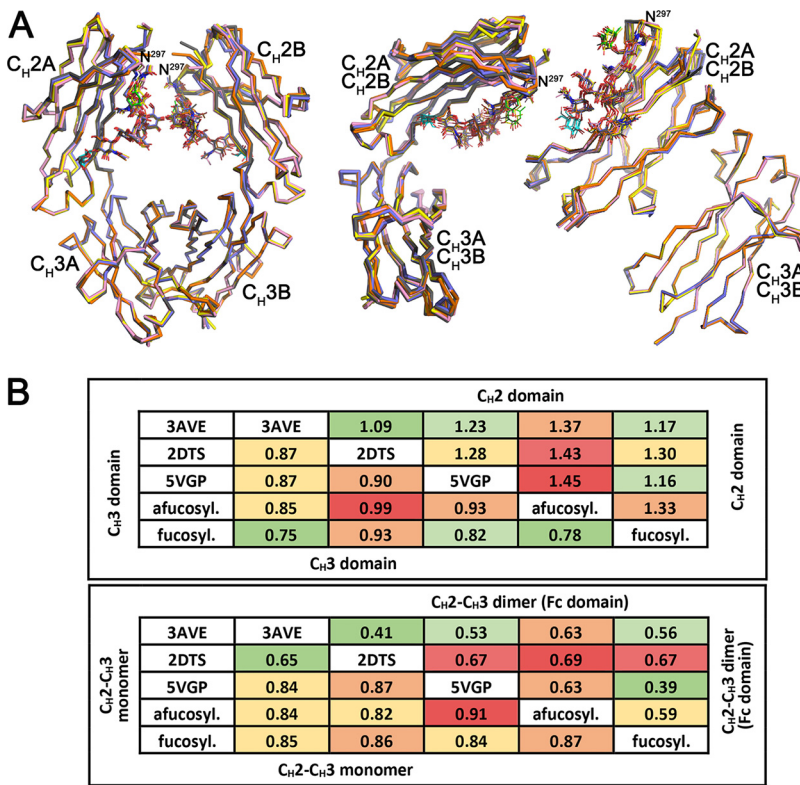 A
CH2A
N297
N297
CH2B
CH3A
CH3B
CH2A
CH2B
N297
CH3A
CH3B
N297
CH2A
CH2B
CH3A
CH3B
B
CH2 domain
3AVE 3AVE 1.09 1.23 1.37 1.17
2DTS 0.87 2DTS 1.28 1.43 1.30
5VGP 0.87 0.90 5VGP 1.45 1.16
afucosyl. 0.85 0.99 0.93 afucosyl. 1.33
fucosyl. 0.75 0.93 0.82 0.78 fucosyl.
CH3 domain
CH2 domain
CH3 domain
CH2-CH3 dimer (Fc domain)
3AVE 3AVE 0.41 0.53 0.63 0.56
2DTS 0.65 2DTS 0.67 0.69 0.67
5VGP 0.84 0.87 5VGP 0.63 0.39
afucosyl. 0.84 0.82 0.91 afucosyl. 0.59
fucosyl. 0.85 0.86 0.84 0.87 fucosyl.
CH2-CH3
monomer
CH2-CH3 dimer
(Fc domain)
CH2-CH3 monomer